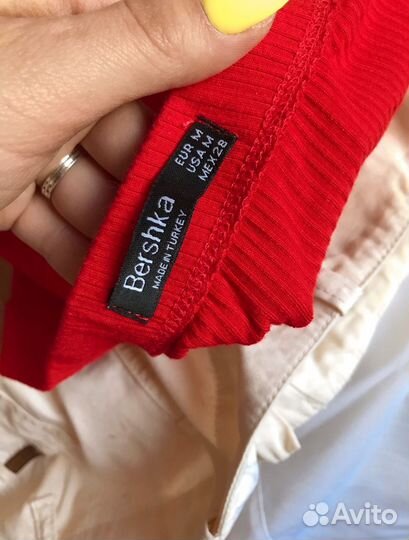 EUR M
USA M
MEX 28
Bershka
MADE IN TURKEY
Avito